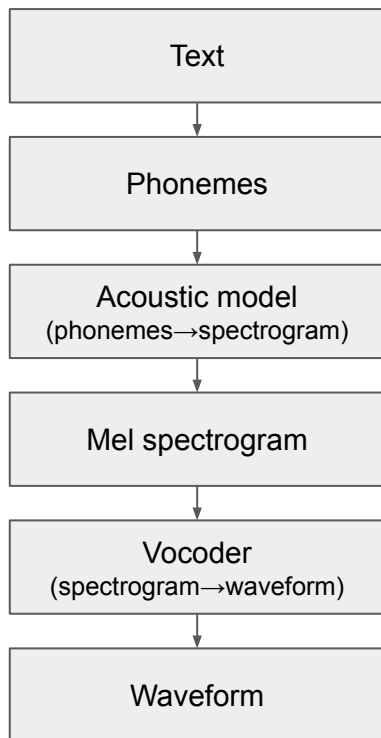 Text
Phonemes
Acoustic model
(phonemes→spectrogram)
Mel spectrogram
Vocoder
(spectrogram→waveform)
Waveform